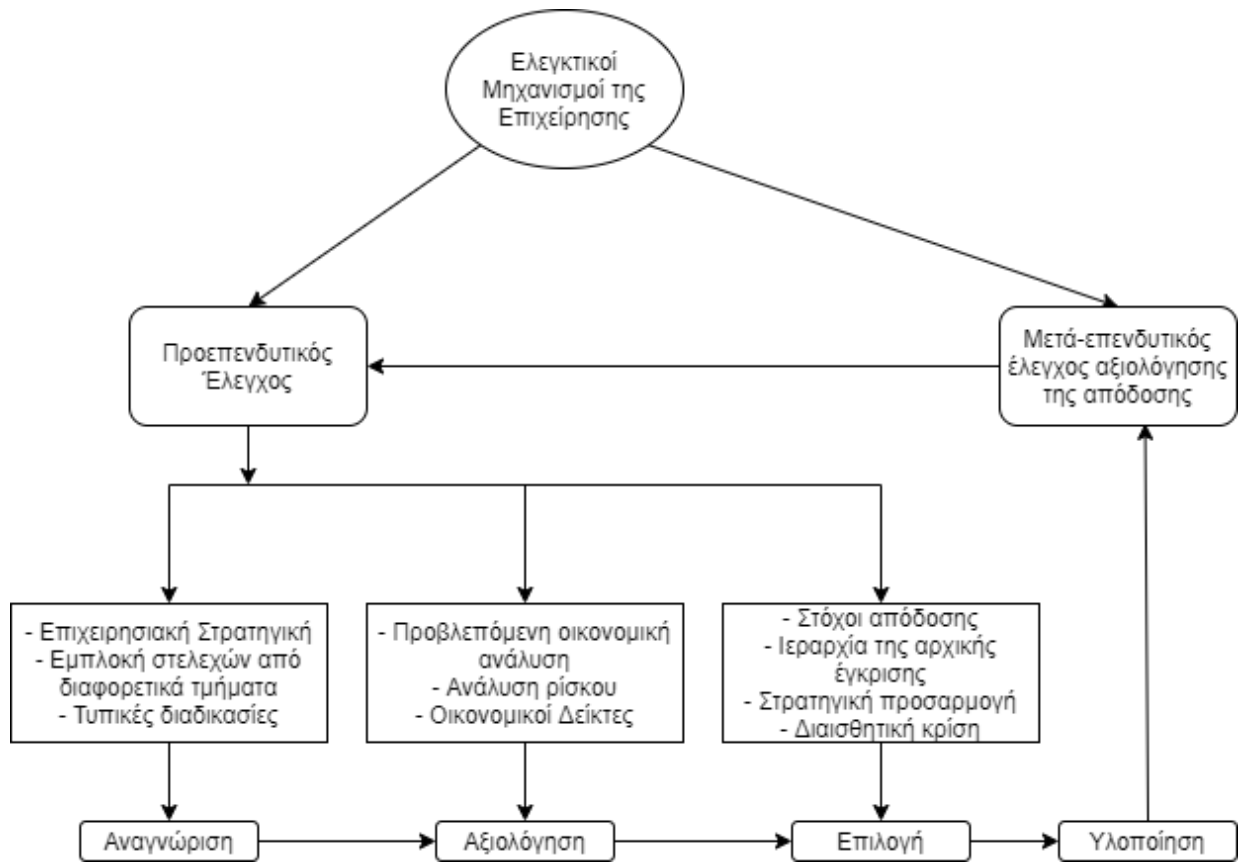 Ελεγκτικοί
Μηχανισμοί της
Επιχείρησης
Προεπενδυτικός
Έλεγχος
Μετά-επενδυτικός
έλεγχος αξιολόγησης
της απόδοσης
- Επιχειρησιακή Στρατηγική
- Εμπλοκή στελεχών από
διαφορετικά τμήματα
- Τυπικές διαδικασίες
- Προβλεπόμενη οικονομική
ανάλυση
- Ανάλυση ρίσκου
- Οικονομικοί Δείκτες
- Στόχοι απόδοσης
- Ιεραρχία της αρχικής
έγκρισης
- Στρατηγική προσαρμογή
- Διαισθητική κρίση
Αναγνώριση
Αξιολόγηση
Επιλογή
Υλοποίηση